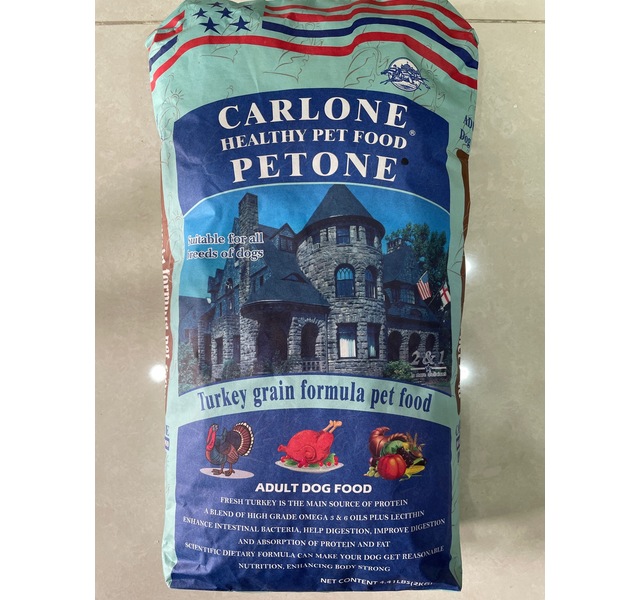 CARLONE
HEALTHY PET FOOD®
PETONE
Suitable for all
breeds of dogs
2 & 1
Turkey grain formula pet food
ADULT DOG FOOD
FRESH TURKEY IS THE MAIN SOURCE OF PROTEIN
A BLEND OF HIGH GRADE OMEGA 3 & 6 OILS PLUS LECITHIN
ENHANCE INTESTINAL BACTERIA, HELP DIGESTION, IMPROVE DIGESTION
AND ABSORPTION OF PROTEIN AND FAT
SCIENTIFIC DIETARY FORMULA CAN MAKE YOUR DOG GET REASONABLE
NUTRITION, ENHANCING BODY STRONG
NET CONTENT 4.41LBS(2KG)